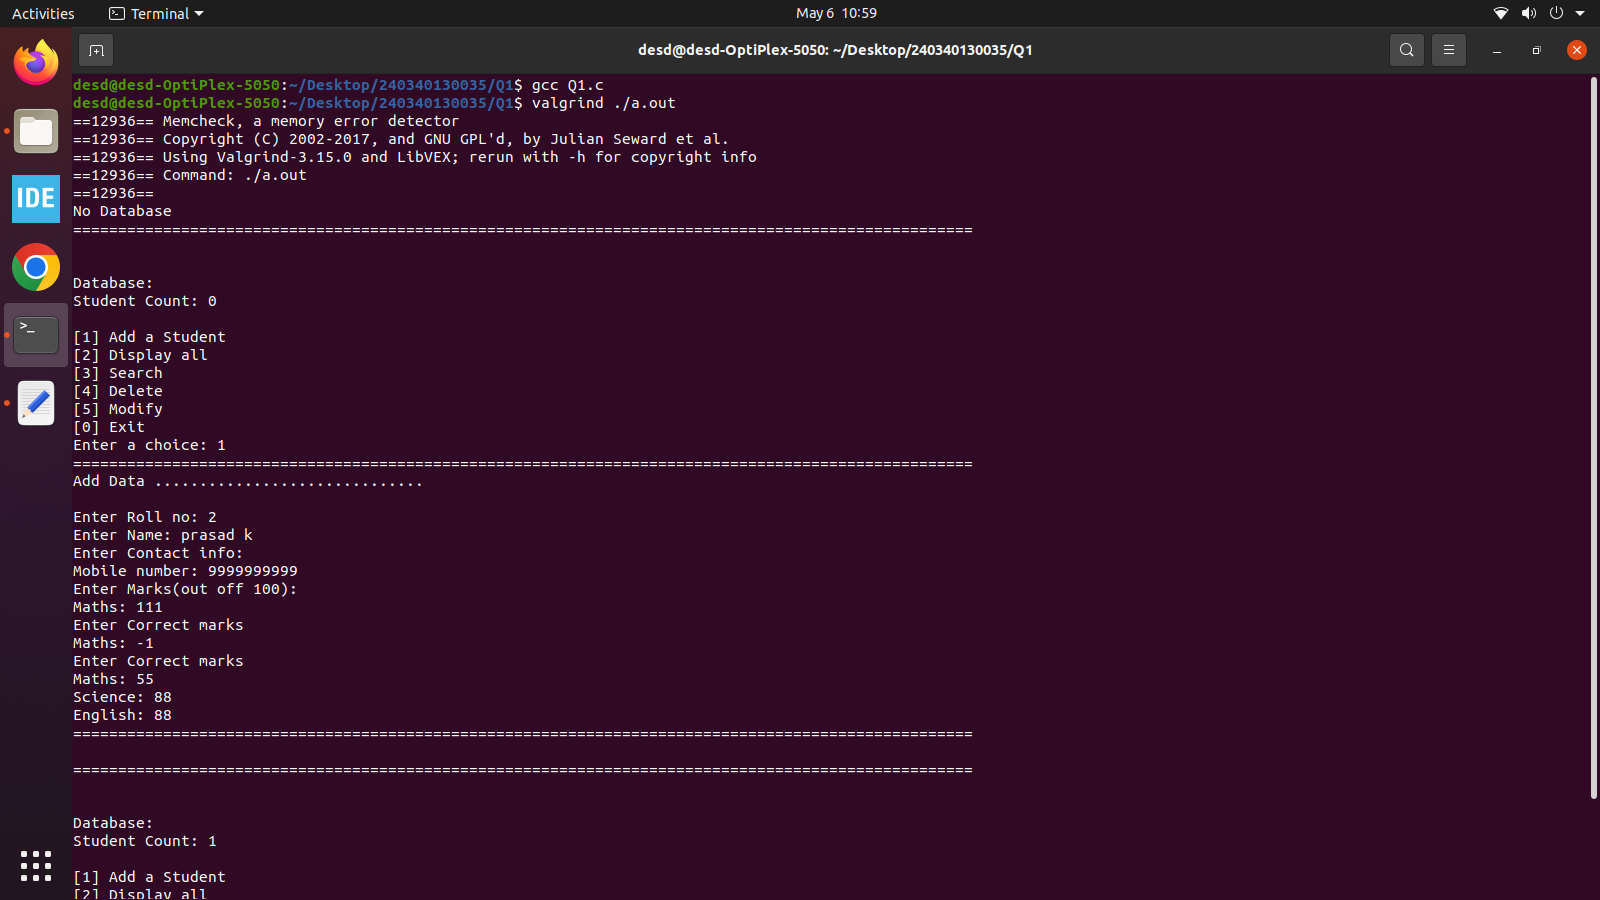 Activities
Terminal
May 6 10:59
desd@desd-OptiPlex-5050: ~/Desktop/240340130035/Q1
desd@desd-OptiPlex-5050:~/Desktop/240340130035/Q1$ gcc Q1.c
desd@desd-OptiPlex-5050:~/Desktop/240340130035/Q1$ valgrind ./a.out
==12936== Memcheck, a memory error detector
==12936== Copyright (C) 2002-2017, and GNU GPL'd, by Julian Seward et al.
==12936== Using Valgrind-3.15.0 and LibVEX; rerun with -h for copyright info
==12936== Command: ./a.out
==12936==
No Database
====================================================================================================
Database:
Student Count: 0
[1] Add a Student
[2] Display all
[3] Search
[4] Delete
[5] Modify
[0] Exit
Enter a choice: 1
====================================================================================================
Add Data ..............................
Enter Roll no: 2
Enter Name: prasad k
Enter Contact info:
Mobile number: 9999999999
Enter Marks(out off 100):
Maths: 111
Enter Correct marks
Maths: -1
Enter Correct marks
Maths: 55
Science: 88
English: 88
====================================================================================================
====================================================================================================
Database:
Student Count: 1
[1] Add a Student
[2] Display all
IDE
>_